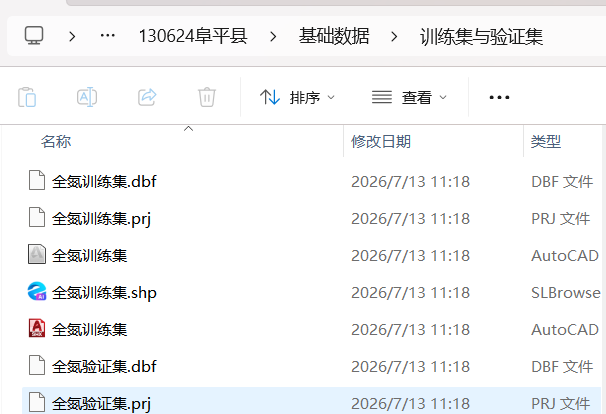 130624阜平县 基础数据 训练集与验证集
排序 查看
名称 修改日期 类型
全氮训练集.dbf 2026/7/13 11:18 DBF 文件
全氮训练集.prj 2026/7/13 11:18 PRJ 文件
全氮训练集 2026/7/13 11:18 AutoCAD
全氮训练集.shp 2026/7/13 11:18 SLBrowse
全氮训练集 2026/7/13 11:18 AutoCAD
全氮验证集.dbf 2026/7/13 11:18 DBF 文件
全氮验证集.prj 2026/7/13 11:18 PRJ 文件